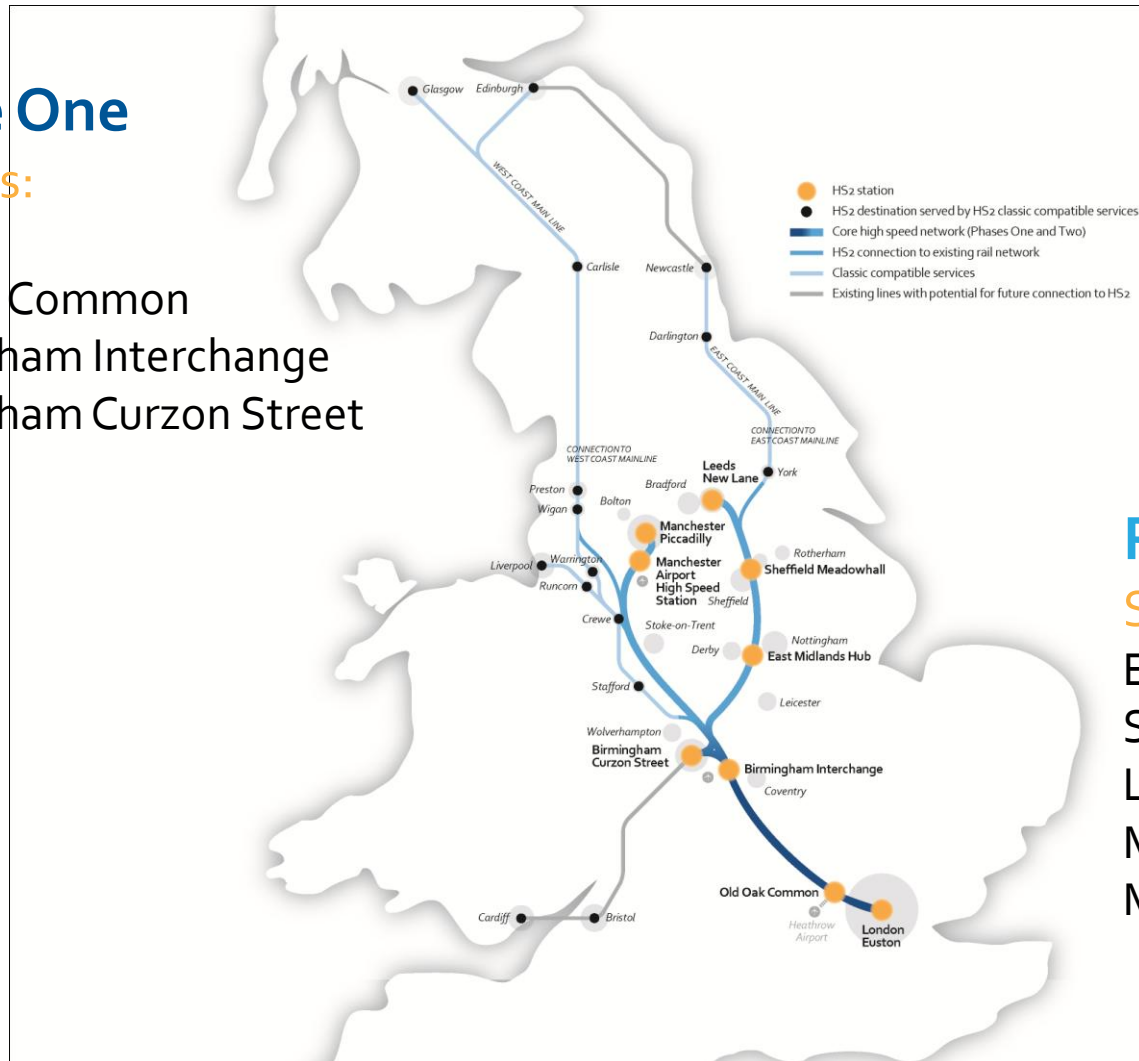 e One
s:
Common
ham Interchange
ham Curzon Street
Glasgow
Edinburgh
WEST COAST MAIN LINE
HS2 station
HS2 destination served by HS2 classic compatible services
Core high speed network (Phases One and Two)
HS2 connection to existing rail network
Classic compatible services
Existing lines with potential for future connection to HS2
Carlisle
Newcastle
Darlington
EAST COAST MAIN LINE
CONNECTION TO
EAST COAST MAINLINE
CONNECTION TO
WEST COAST MAINLINE
Leeds
New Lane
York
Bradford
Preston
Bolton
Wigan
Manchester
Piccadilly
Rotherham
Liverpool
Warrington
Manchester
Airport
High Speed
Station
Sheffield Meadowhall
Runcorn
Sheffield
Crewe
Stoke-on-Trent
Nottingham
Derby
East Midlands Hub
Stafford
Leicester
Wolverhampton
Birmingham
Curzon Street
Birmingham Interchange
Coventry
Old Oak Common
Cardiff
Bristol
Heathrow
Airport
London
Euston
S
E
S
L
M
M